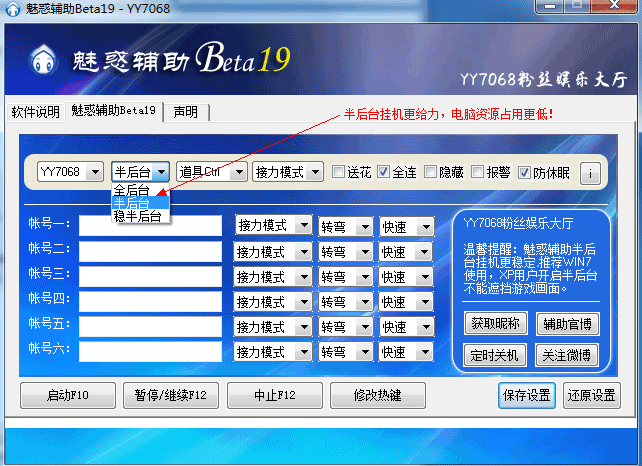 魅惑辅助Beta19 - YY7068
魅惑辅助Beta19
YY7068粉丝娱乐大厅
软件说明 魅惑辅助Beta19 声明
半后台挂机更给力，电脑资源占用更低!
YY7068 半后台 道具Ctrl 接力模式 送花 全连 隐藏 报警 防休眠 i
全后台
半后台
稳半后台
帐号一: 接力模式 转弯 快速
帐号二: 接力模式 转弯 快速
帐号三: 接力模式 转弯 快速
帐号四: 接力模式 转弯 快速
帐号五: 接力模式 转弯 快速
帐号六: 接力模式 转弯 快速
YY7068粉丝娱乐大厅
温馨提醒: 魅惑辅助半后
台挂机更稳定.推荐WIN7
使用，XP用户开启半后台
不能遮挡游戏画面。
获取昵称 辅助官博
定时关机 关注微博
启动F10 暂停/继续F12 中止F12 修改热键 保存设置 还原设置